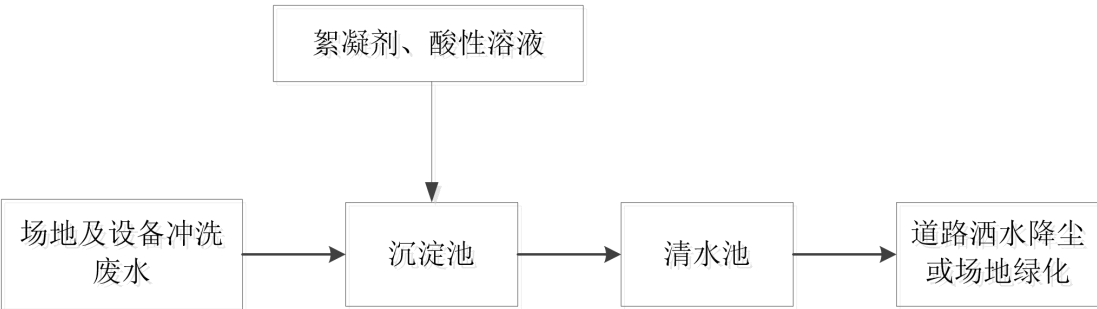 絮凝剂、酸性溶液
场地及设备冲洗
废水
沉淀池
清水池
道路洒水降尘
或场地绿化